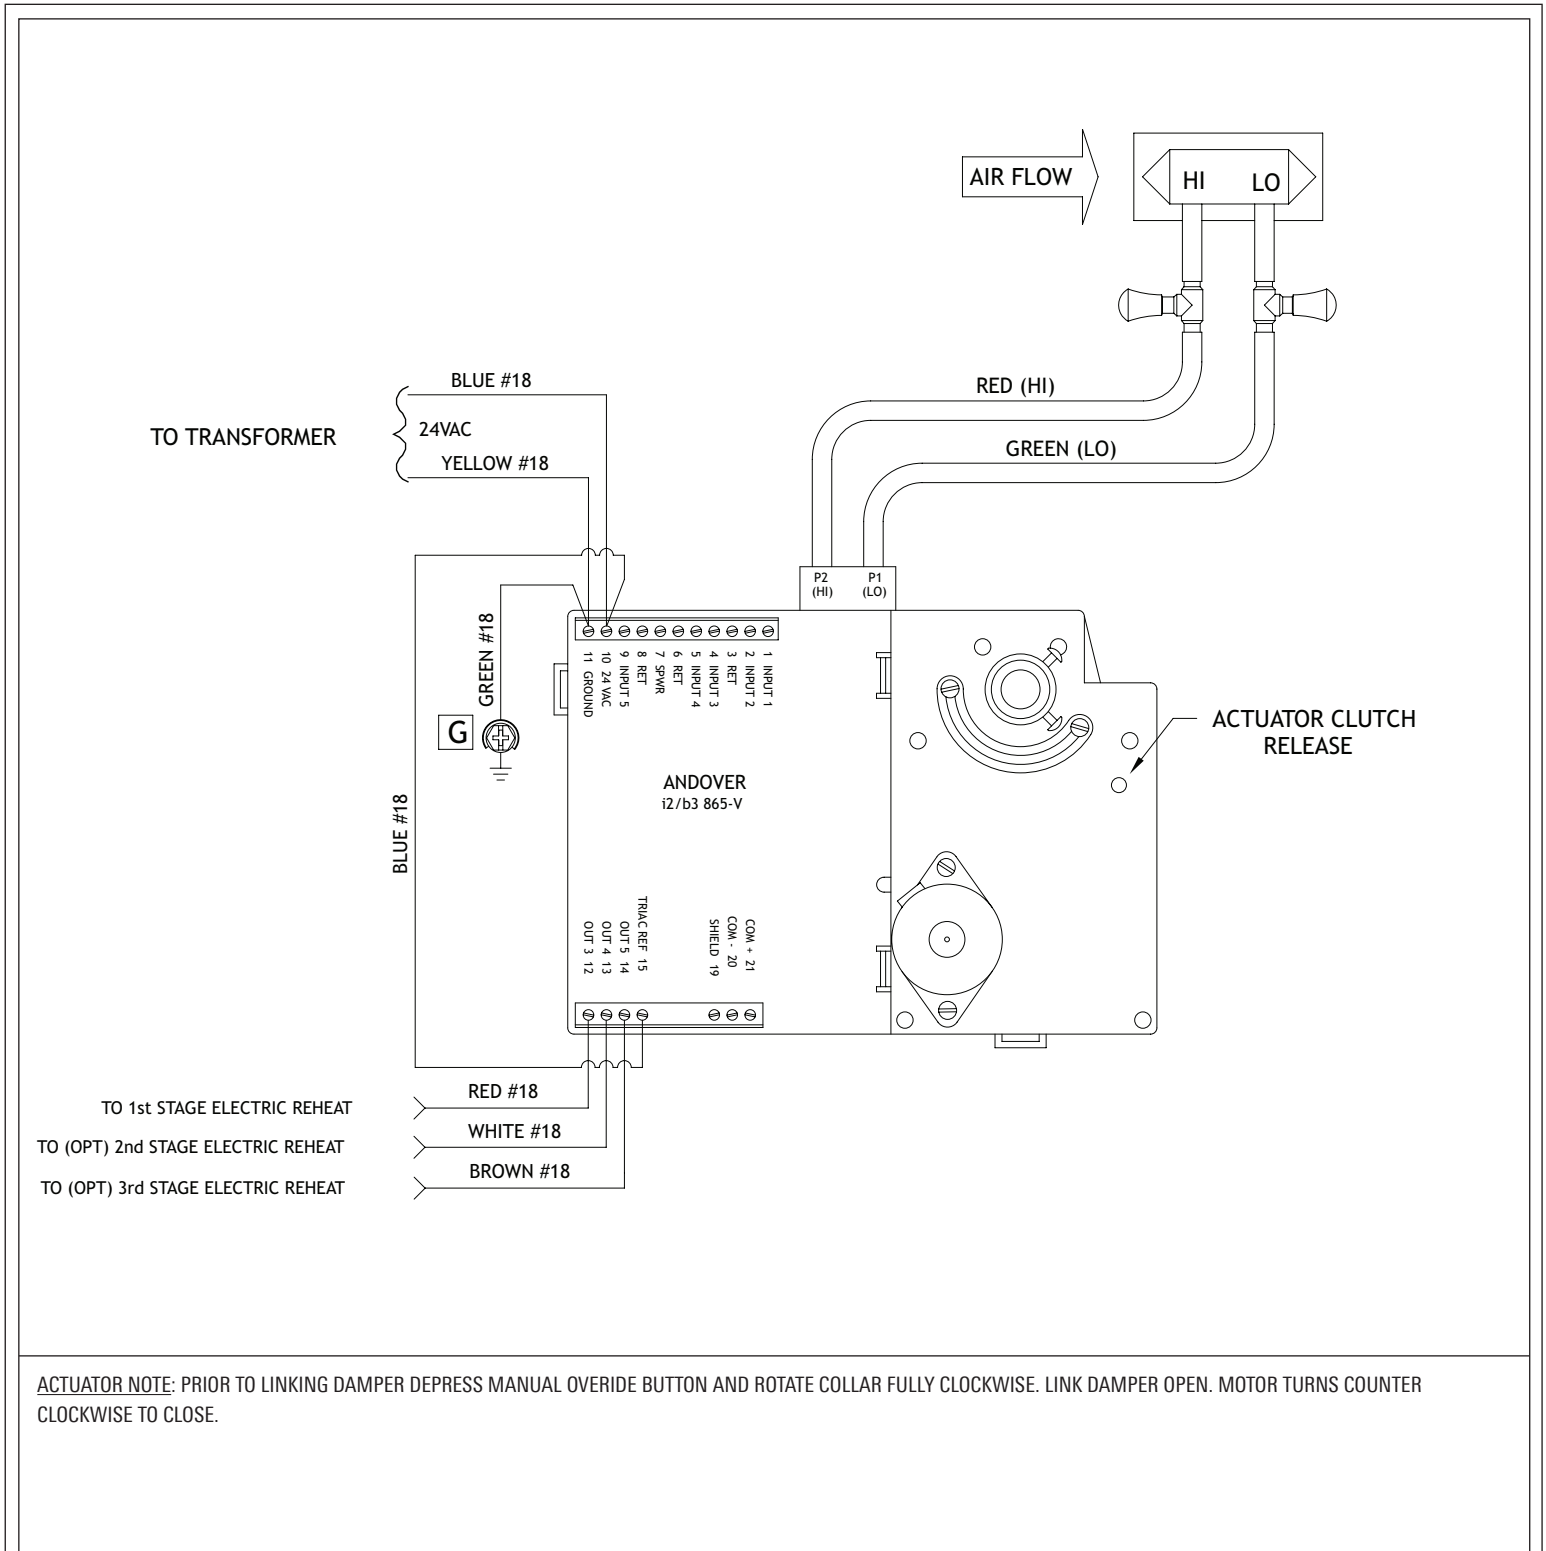 AIR FLOW
HI
LO
BLUE #18
RED (HI)
TO TRANSFORMER
24VAC
GREEN (LO)
YELLOW #18
P2
(HI)
P1
(LO)
GREEN #18
11 GROUND
10 24 VAC
9 INPUT 5
8 RET
7 SPWR
6 RET
5 INPUT 4
4 INPUT 3
3 RET
2 INPUT 2
1 INPUT 1
G
ACTUATOR CLUTCH
RELEASE
ANDOVER
i2/b3 865-V
BLUE #18
OUT 3 12
OUT 4 13
OUT 5 14
TRIAC REF 15
SHIELD 19
COM - 20
COM + 21
RED #18
TO 1st STAGE ELECTRIC REHEAT
WHITE #18
TO (OPT) 2nd STAGE ELECTRIC REHEAT
BROWN #18
TO (OPT) 3rd STAGE ELECTRIC REHEAT
ACTUATOR NOTE: PRIOR TO LINKING DAMPER DEPRESS MANUAL OVERIDE BUTTON AND ROTATE COLLAR FULLY CLOCKWISE. LINK DAMPER OPEN. MOTOR TURNS COUNTER
CLOCKWISE TO CLOSE.